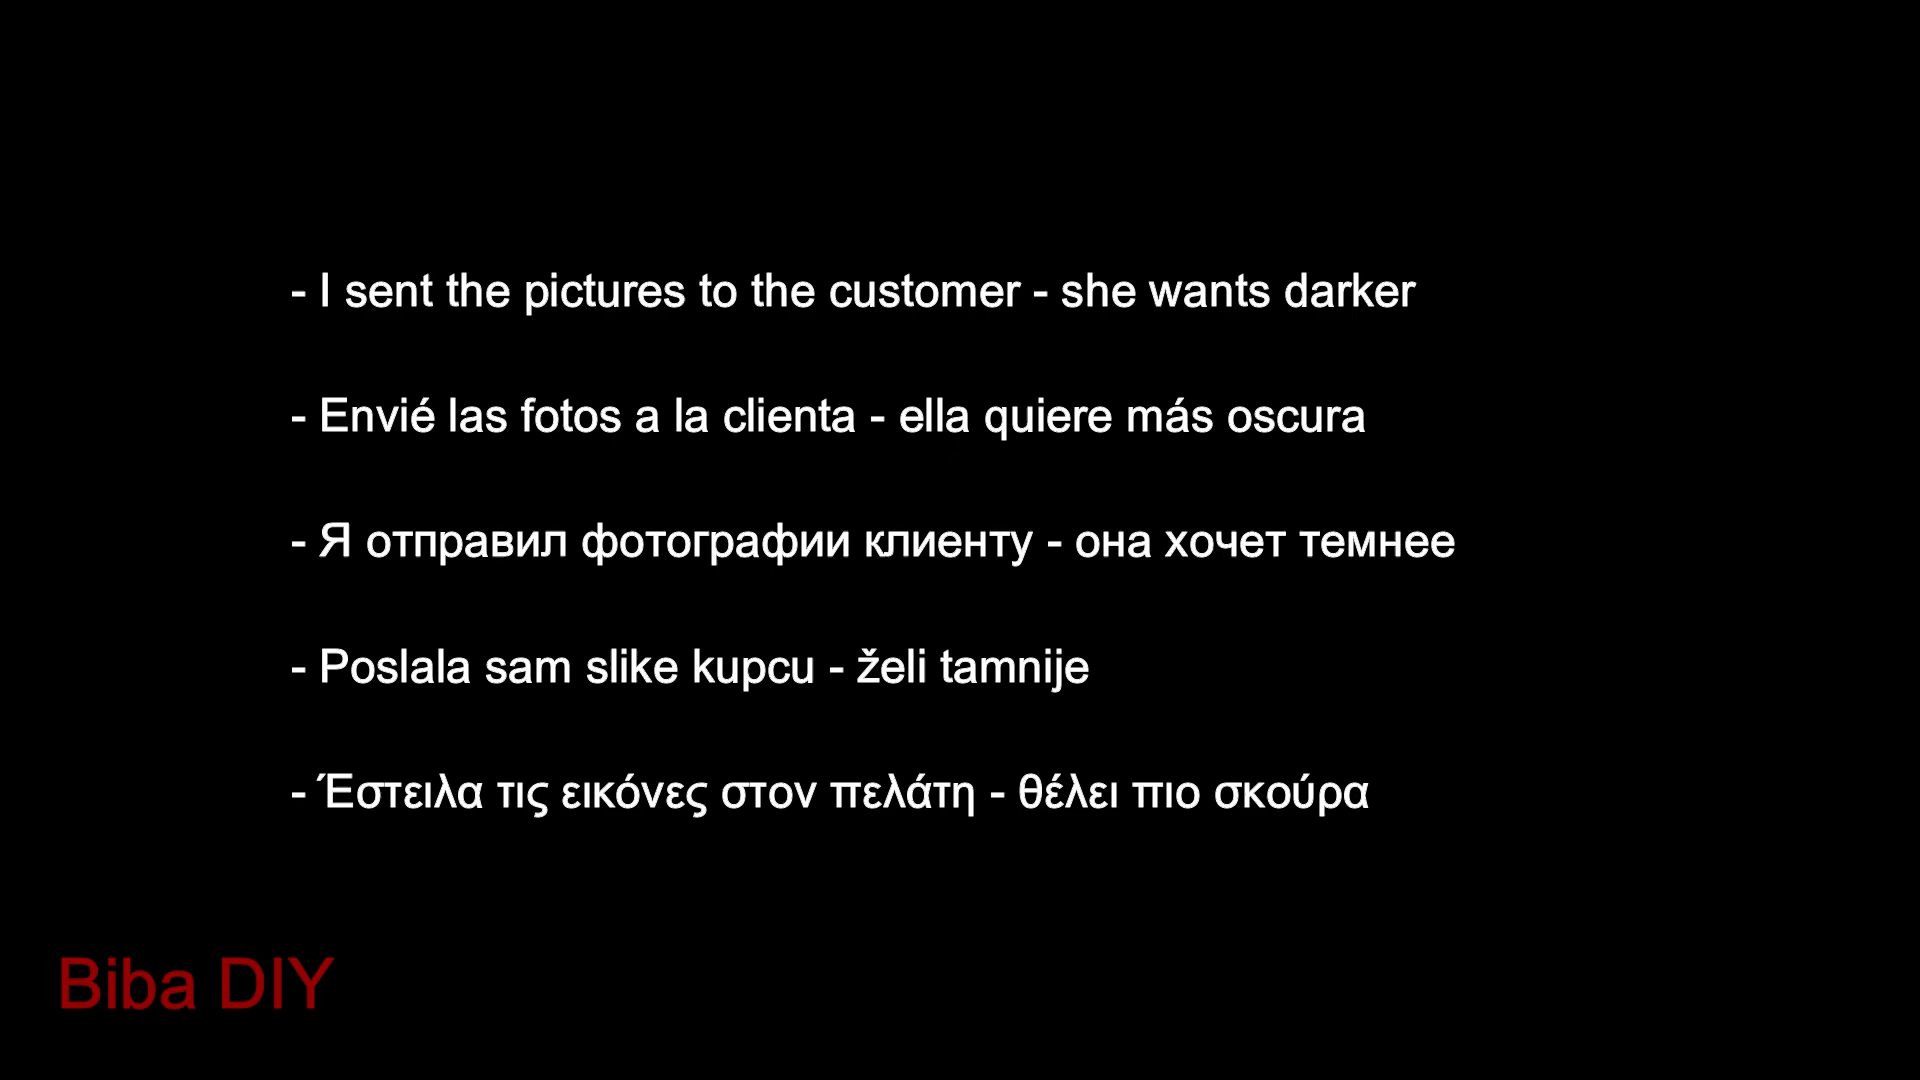 - I sent the pictures to the customer - she wants darker
- Envié las fotos a la clienta - ella quiere más oscura
- Я отправил фотографии клиенту - она хочет темнее
- Poslala sam slike kupcu - želi tamnije
- Έστειλα τις εικόνες στον πελάτη - θέλει πιο σκούρα
Biba DIY